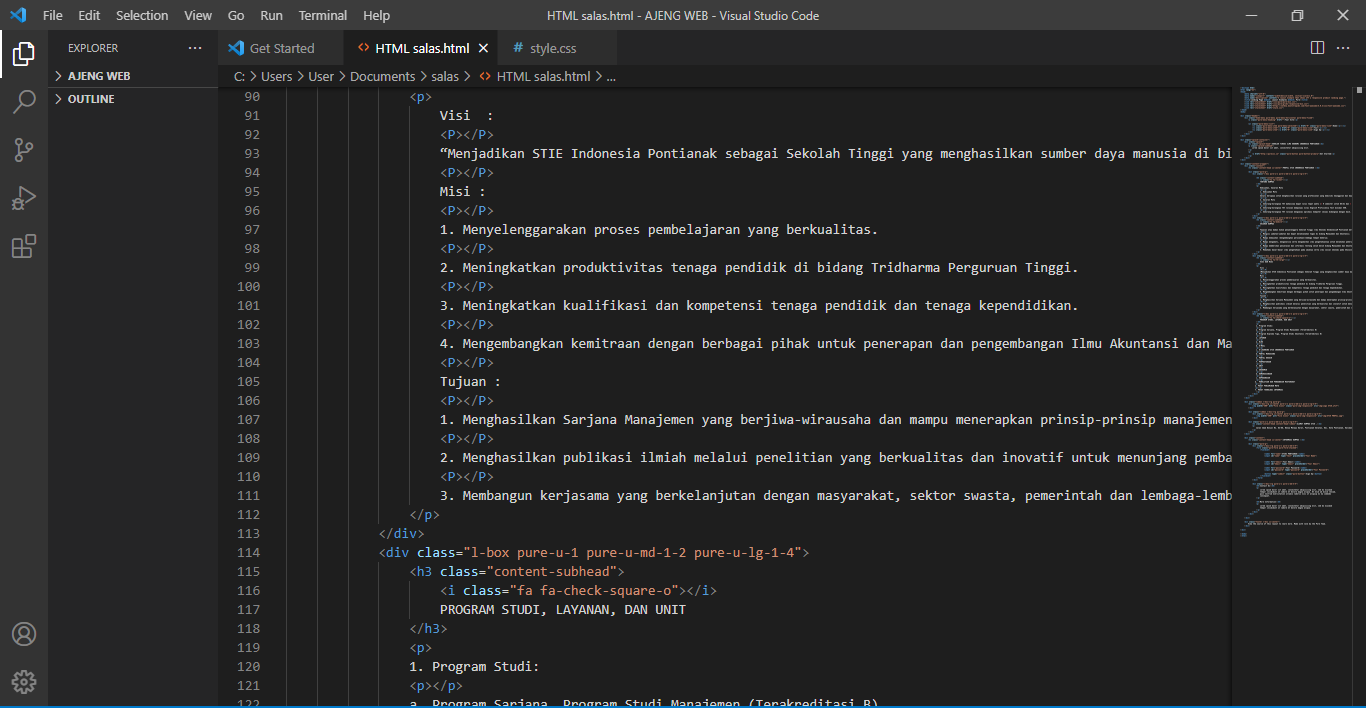 File Edit Selection View Go Run Terminal Help
HTML salas.html - AJENG WEB - Visual Studio Code
EXPLORER
AJENG WEB
OUTLINE
Get Started
HTML salas.html
# style.css
C: > Users > User > Documents > salas > HTML salas.html > ...
90 <p>
91 Visi  :
92 <P></P>
93 “Menjadikan STIE Indonesia Pontianak sebagai Sekolah Tinggi yang menghasilkan sumber daya manusia di bi
94 <P></P>
95 Misi :
96 <P></P>
97 1. Menyelenggarakan proses pembelajaran yang berkualitas.
98 <P></P>
99 2. Meningkatkan produktivitas tenaga pendidik di bidang Tridharma Perguruan Tinggi.
100 <P></P>
101 3. Meningkatkan kualifikasi dan kompetensi tenaga pendidik dan tenaga kependidikan.
102 <P></P>
103 4. Mengembangkan kemitraan dengan berbagai pihak untuk penerapan dan pengembangan Ilmu Akuntansi dan Ma
104 <P></P>
105 Tujuan :
106 <P></P>
107 1. Menghasilkan Sarjana Manajemen yang berjiwa-wirausaha dan mampu menerapkan prinsip-prinsip manajemen
108 <P></P>
109 2. Menghasilkan publikasi ilmiah melalui penelitian yang berkualitas dan inovatif untuk menunjang pemba
110 <P></P>
111 3. Membangun kerjasama yang berkelanjutan dengan masyarakat, sektor swasta, pemerintah dan lembaga-lemb
112 </p>
113 </div>
114 <div class="l-box pure-u-1 pure-u-md-1-2 pure-u-lg-1-4">
115 <h3 class="content-subhead">
116 <i class="fa fa-check-square-o"></i>
117 PROGRAM STUDI, LAYANAN, DAN UNIT
118 </h3>
119 <p>
120 1. Program Studi:
121 <p></p>
122 a. Program Sarjana, Program Studi Manajemen (Terakreditasi B)